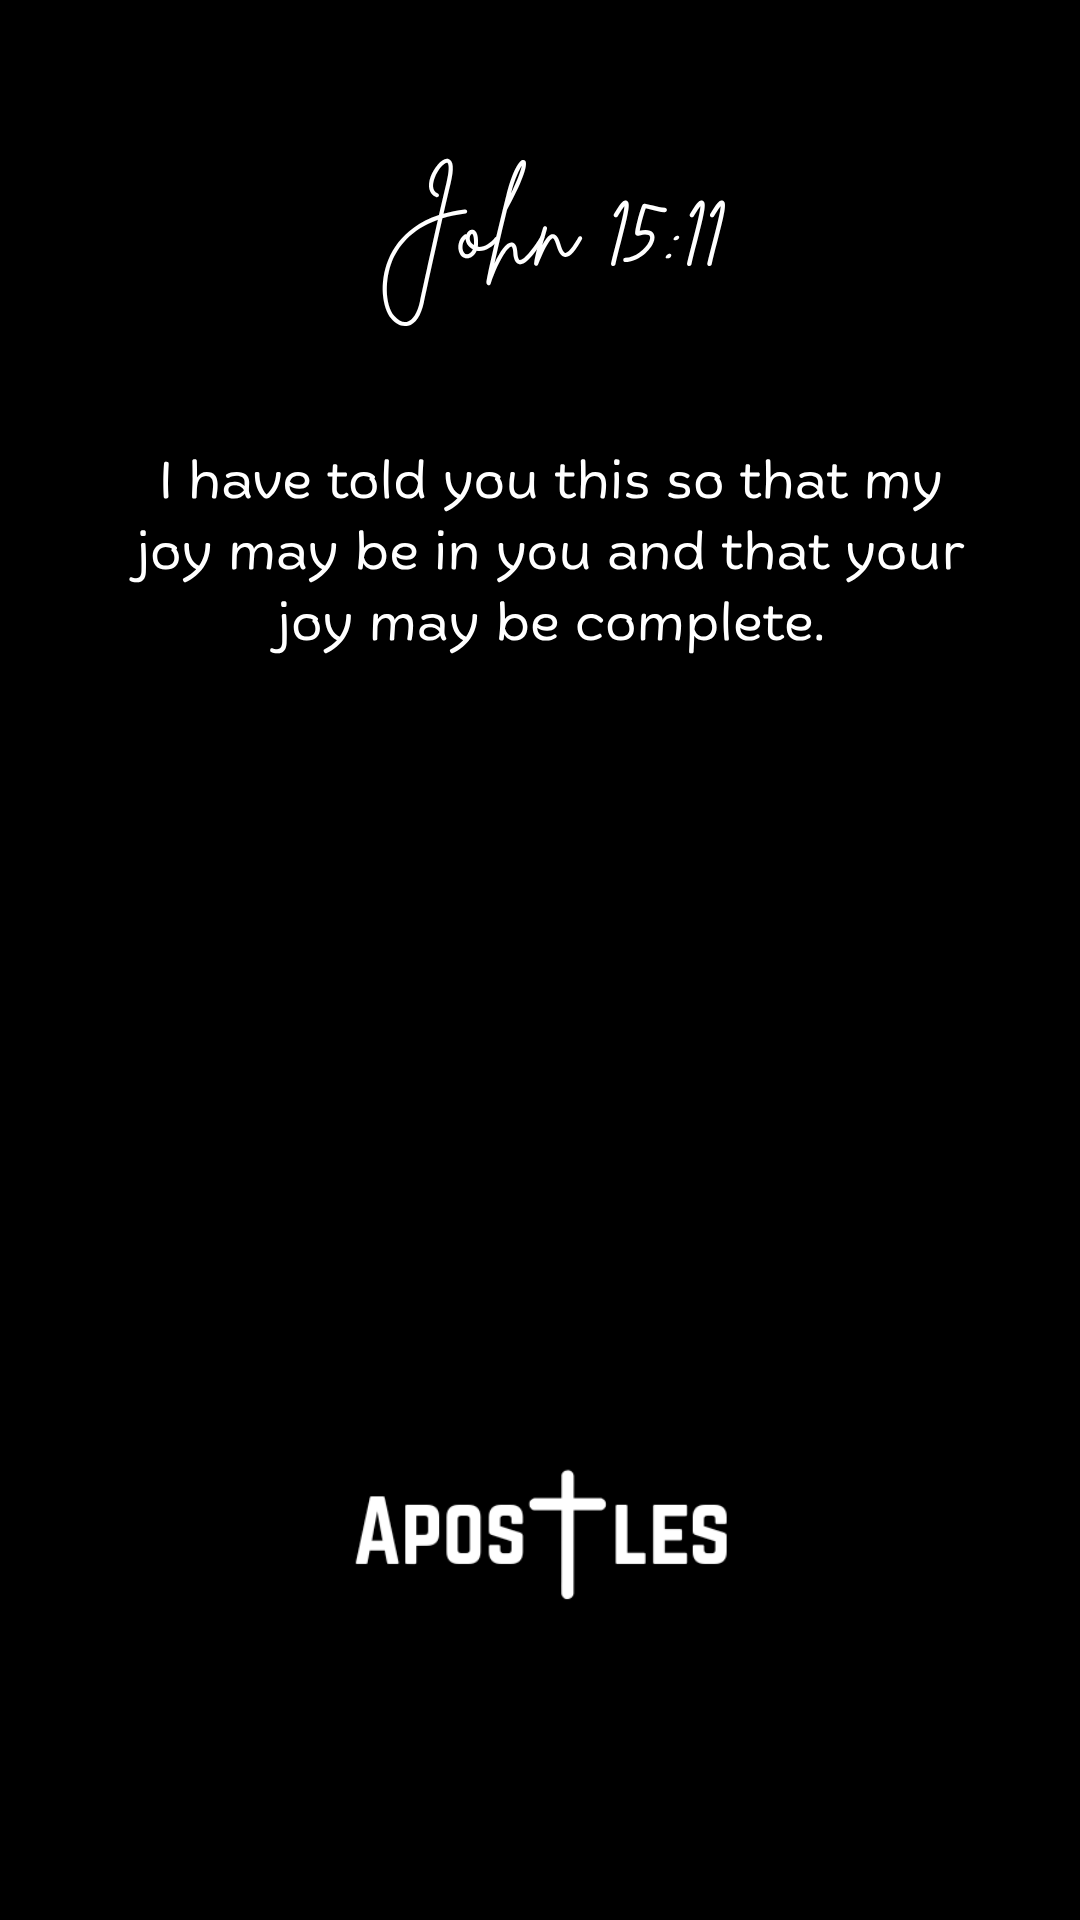 John 15:11
I have told you this so that my
joy may be in you and that your
joy may be complete.
Apostles